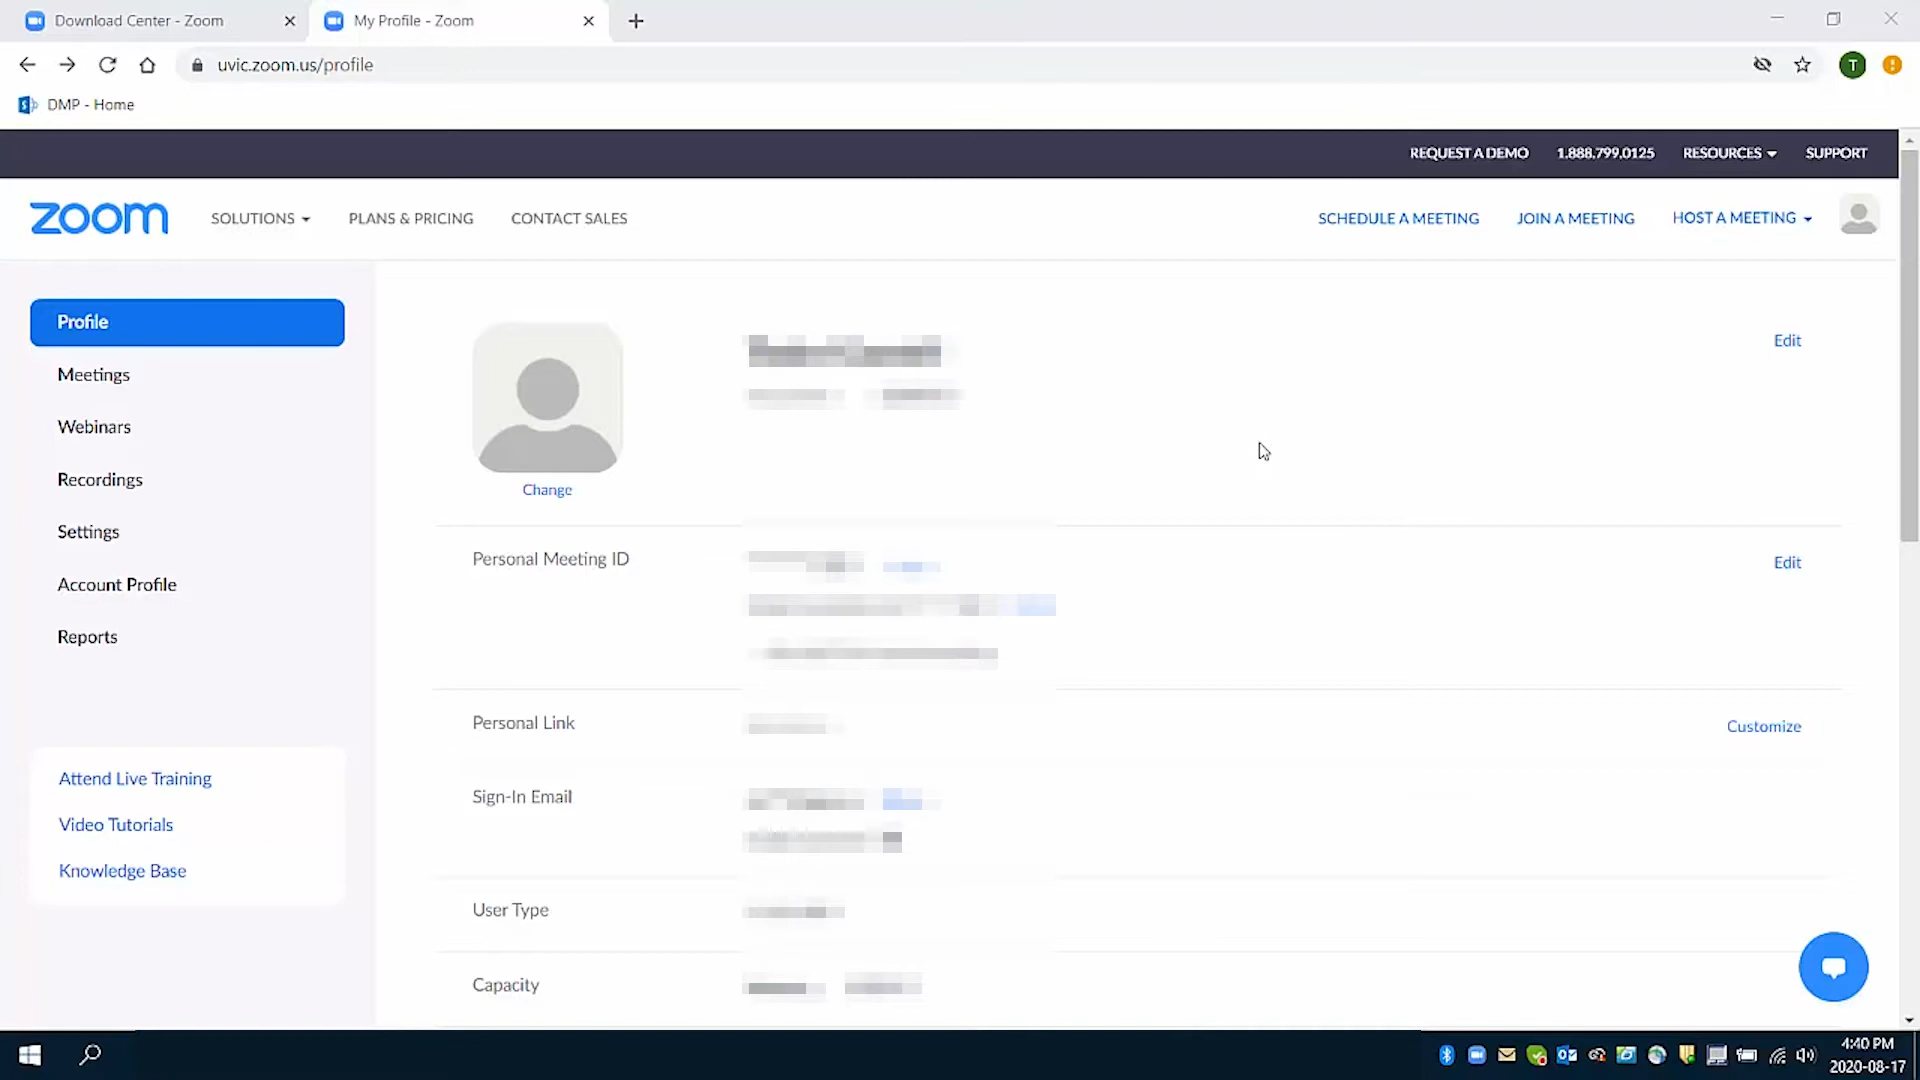 Download Center - Zoom
My Profile - Zoom
uvic.zoom.us/profile
T
DMP - Home
REQUEST A DEMO
1.888.799.0125
RESOURCES
SUPPORT
zoom
SOLUTIONS
PLANS & PRICING
CONTACT SALES
SCHEDULE A MEETING
JOIN A MEETING
HOST A MEETING
Profile
Meetings
Webinars
Recordings
Settings
Account Profile
Reports
Attend Live Training
Video Tutorials
Knowledge Base
Edit
Change
Personal Meeting ID
Edit
Personal Link
Customize
Sign-In Email
User Type
Capacity
4:40 PM
2020-08-17